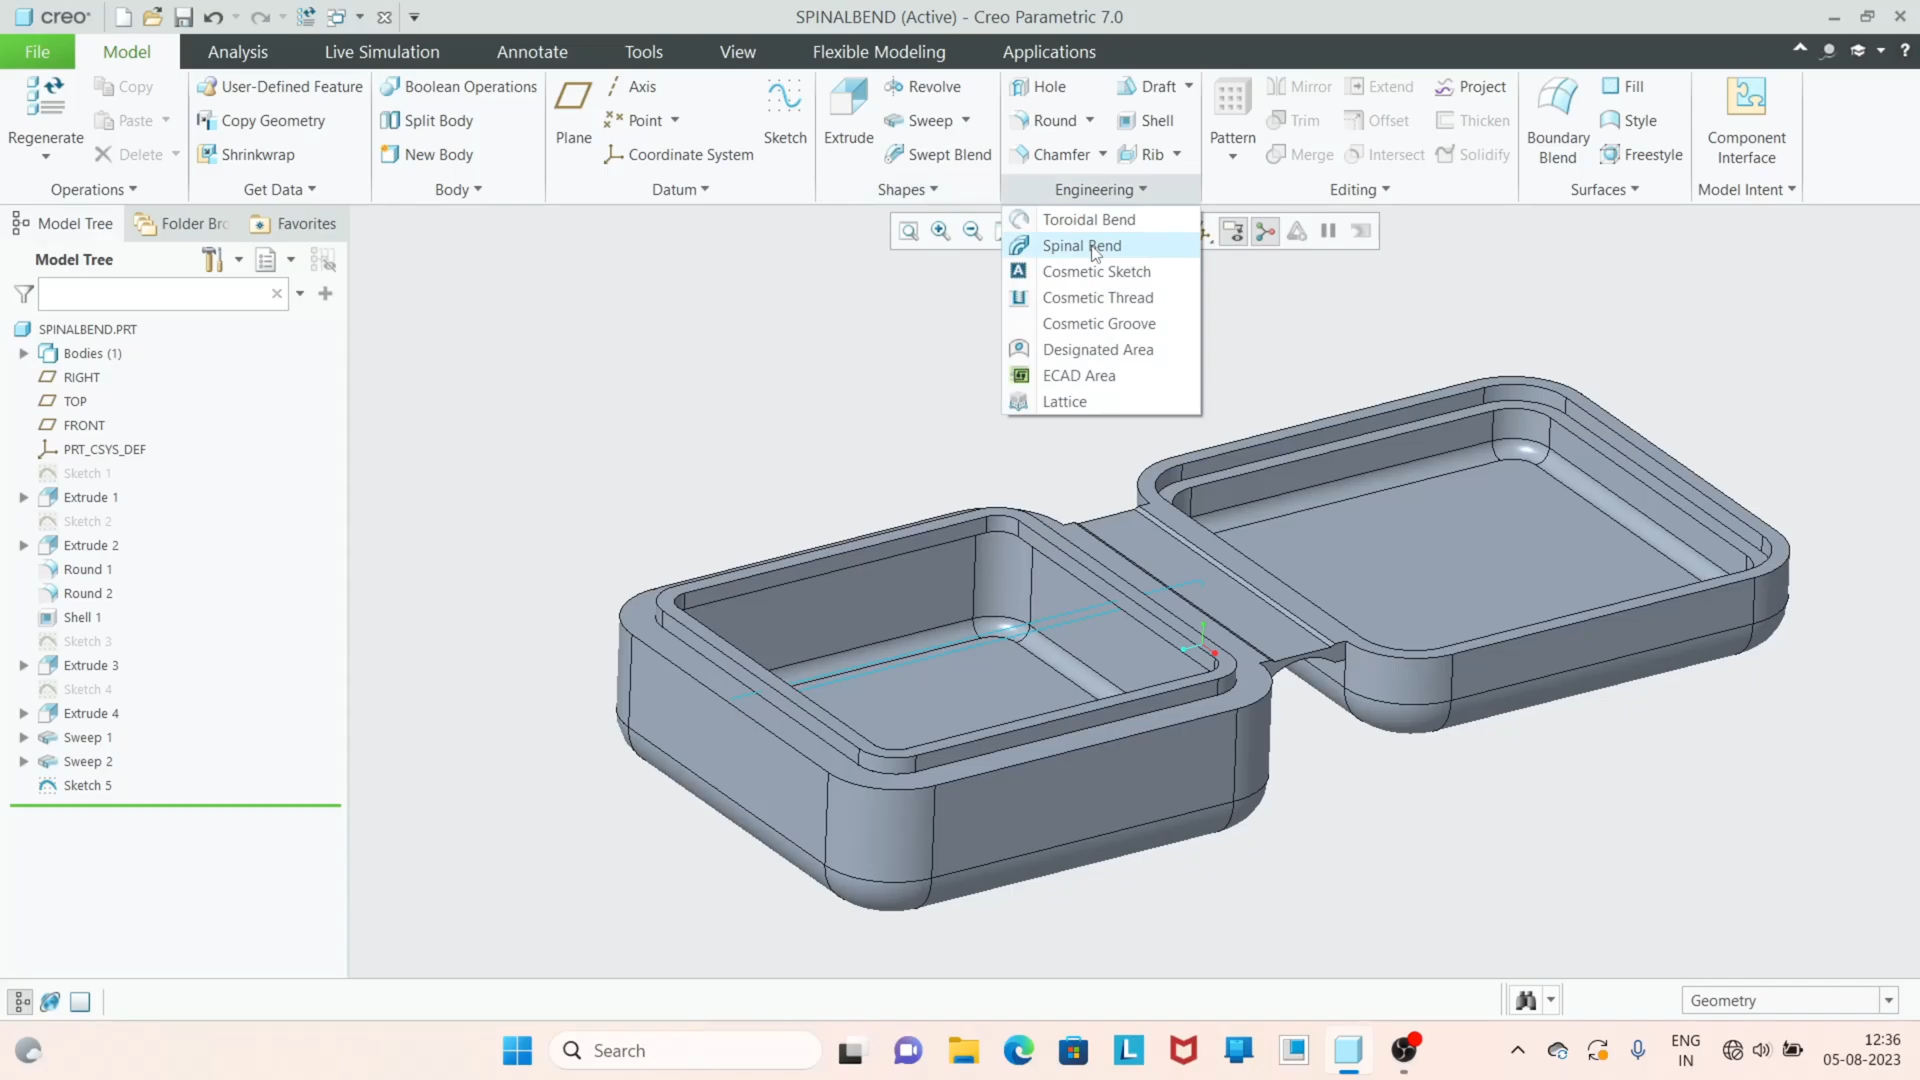 creo
SPINALBEND (Active) - Creo Parametric 7.0
File Model Analysis Live Simulation Annotate Tools View Flexible Modeling Applications
Regenerate
Copy
Paste
Delete
Operations
User-Defined Feature
Copy Geometry
Shrinkwrap
Get Data
Boolean Operations
Split Body
New Body
Body
Plane
Axis
Point
Coordinate System
Sketch
Datum
Extrude
Revolve
Sweep
Swept Blend
Shapes
Hole
Round
Chamfer
Draft
Shell
Rib
Engineering
Pattern
Mirror
Trim
Merge
Extend
Offset
Intersect
Project
Thicken
Solidify
Editing
Boundary
Blend
Fill
Style
Freestyle
Surfaces
Component
Interface
Model Intent
Toroidal Bend
Spinal Bend
Cosmetic Sketch
Cosmetic Thread
Cosmetic Groove
Designated Area
ECAD Area
Lattice
Model Tree Folder Br Favorites
Model Tree
SPINALBEND.PRT
Bodies (1)
RIGHT
TOP
FRONT
PRT_CSYS_DEF
Sketch 1
Extrude 1
Sketch 2
Extrude 2
Round 1
Round 2
Shell 1
Sketch 3
Extrude 3
Sketch 4
Extrude 4
Sweep 1
Sweep 2
Sketch 5
Geometry
Search
ENG
IN
12:36
05-08-2023